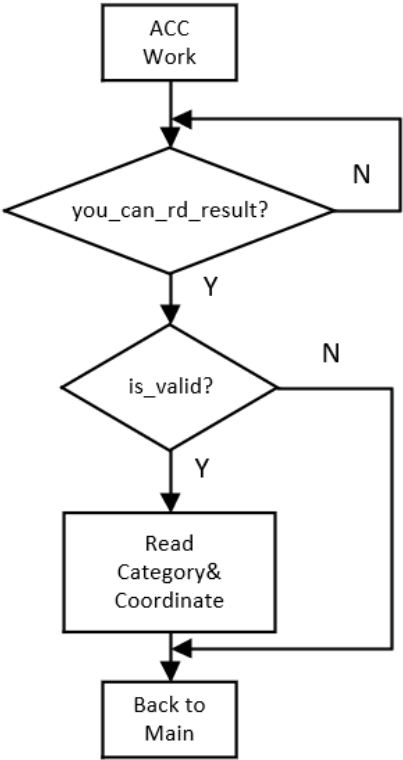 ACC
Work
N
you_can_rd_result?
Y
N
is_valid?
Y
Read
Category&
Coordinate
Back to
Main